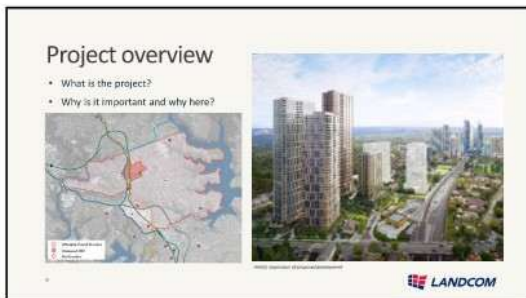 Project overview
• What is the project?
• Why is it important and why here?
LANDCOM